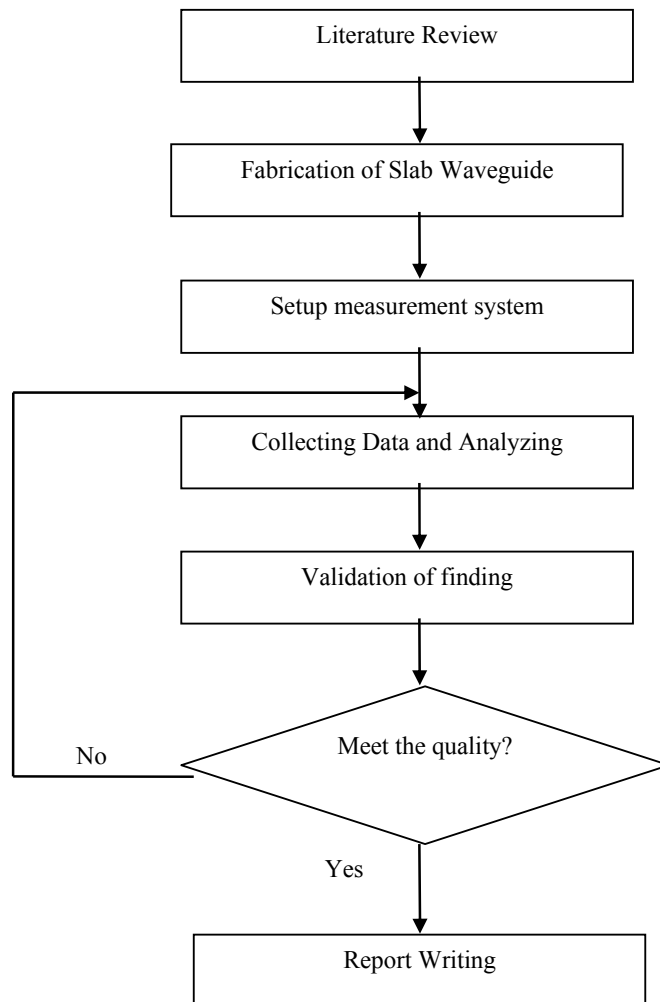 Literature Review
Fabrication of Slab Waveguide
Setup measurement system
Collecting Data and Analyzing
Validation of finding
Meet the quality?
No
Yes
Report Writing